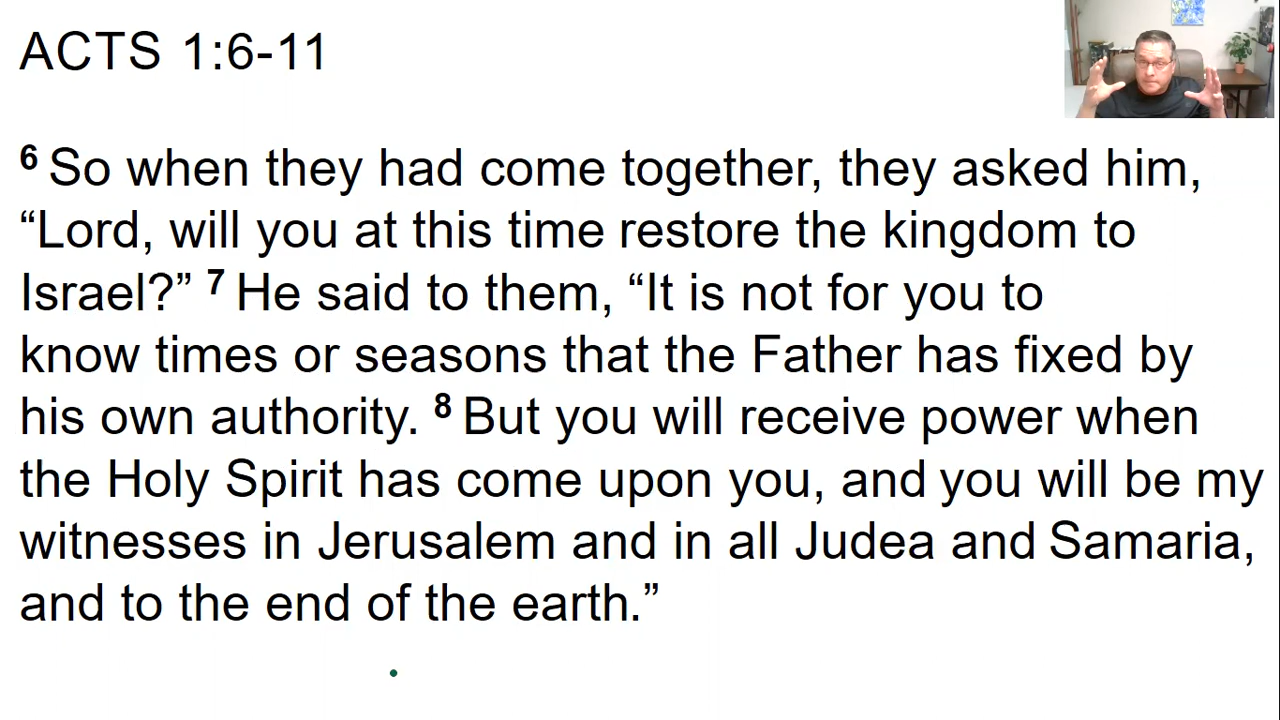 ACTS 1:6-11
6 So when they had come together, they asked him,
“Lord, will you at this time restore the kingdom to
Israel?” 7 He said to them, “It is not for you to
know times or seasons that the Father has fixed by
his own authority. 8 But you will receive power when
the Holy Spirit has come upon you, and you will be my
witnesses in Jerusalem and in all Judea and Samaria,
and to the end of the earth.”